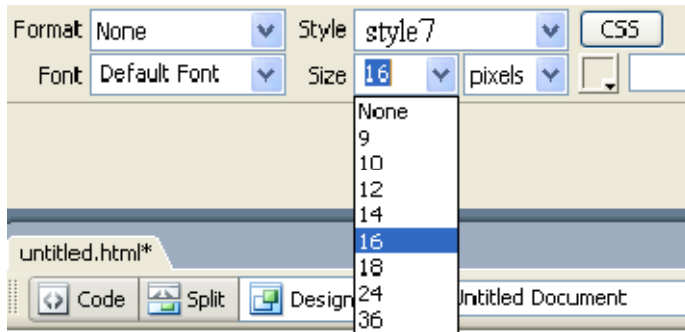 Format None Style style7 CSS
Font Default Font Size 16 pixels
None
9
10
12
14
16
18
24
36
untitled.html*
Code Split Design Untitled Document